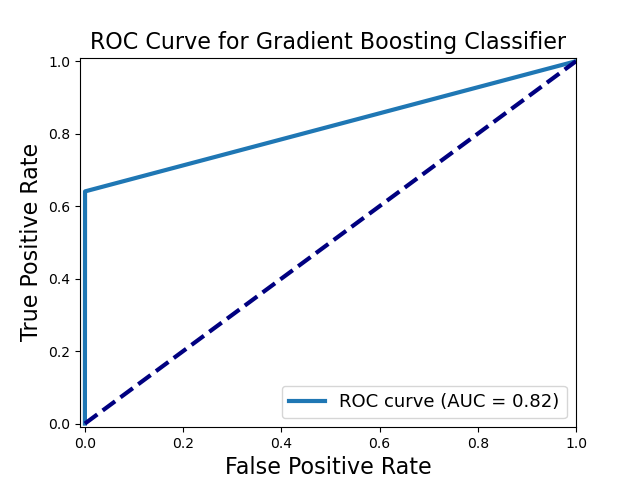 ROC Curve for Gradient Boosting Classifier
True Positive Rate
1.0
0.8
0.6
0.4
0.2
0.0
ROC curve (AUC = 0.82)
0.0 0.2 0.4 0.6 0.8 1.0
False Positive Rate